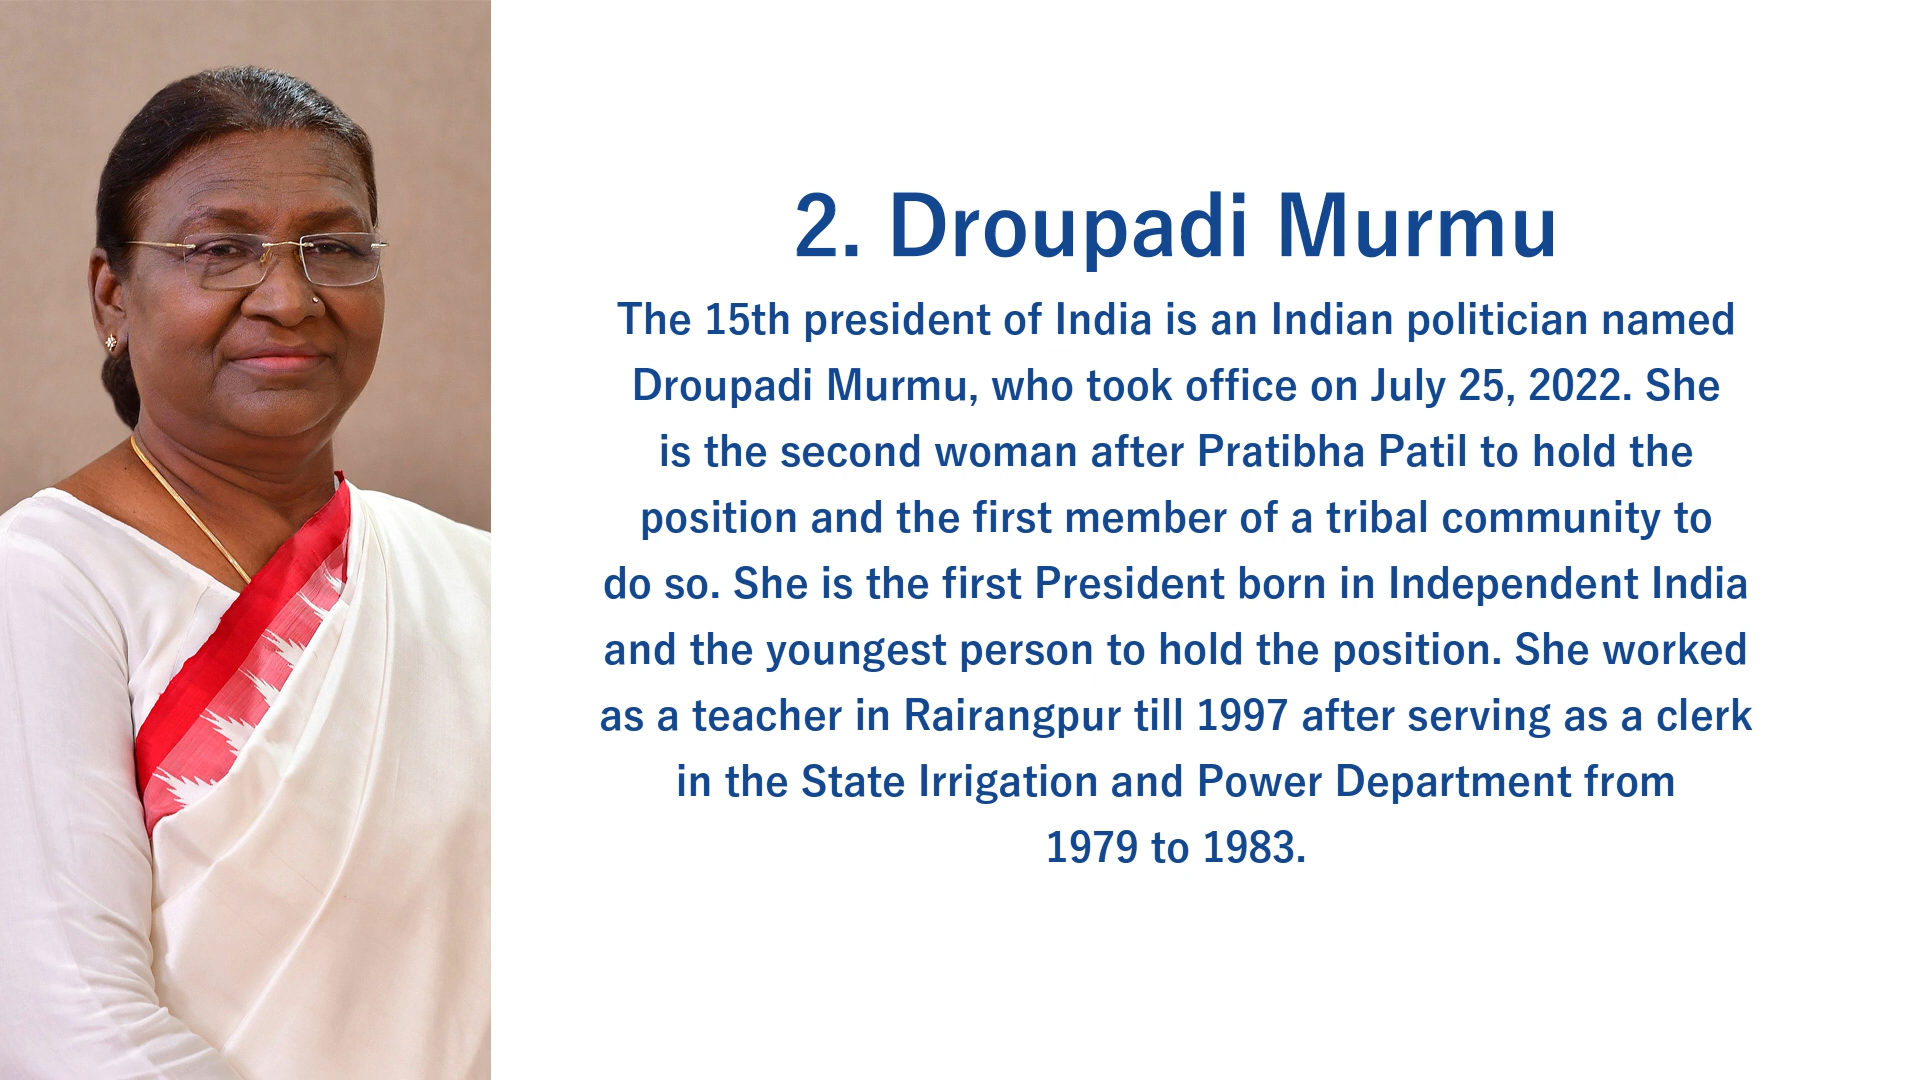 2. Droupadi Murmu
The 15th president of India is an Indian politician named
Droupadi Murmu, who took office on July 25, 2022. She
is the second woman after Pratibha Patil to hold the
position and the first member of a tribal community to
do so. She is the first President born in Independent India
and the youngest person to hold the position. She worked
as a teacher in Rairangpur till 1997 after serving as a clerk
in the State Irrigation and Power Department from
1979 to 1983.